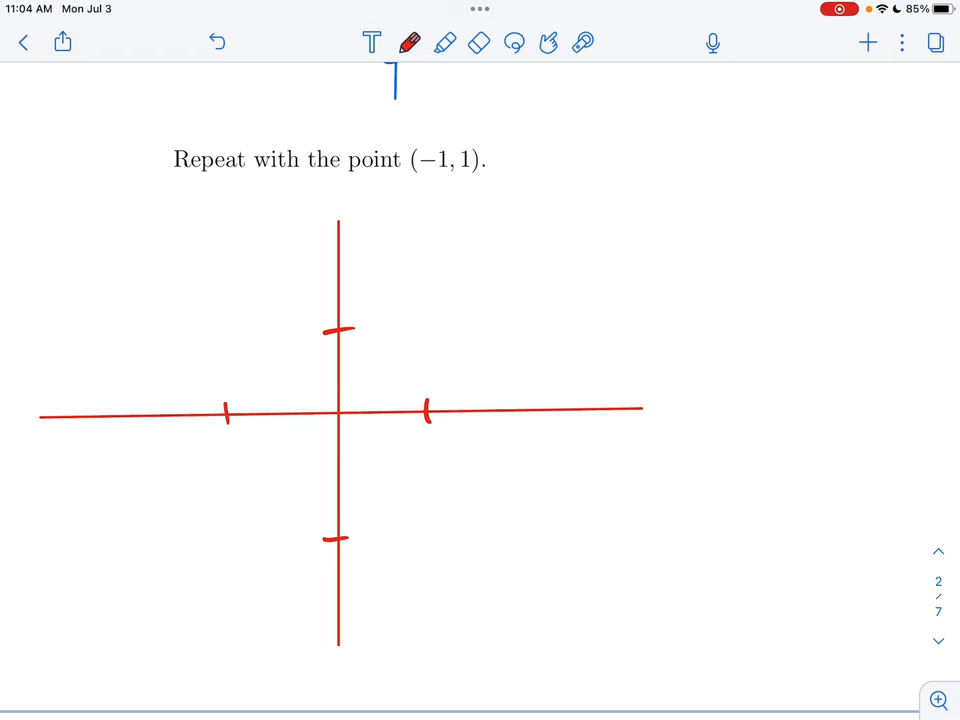 11:04 AM Mon Jul 3
85%
T
Repeat with the point (−1, 1).
2
/
7